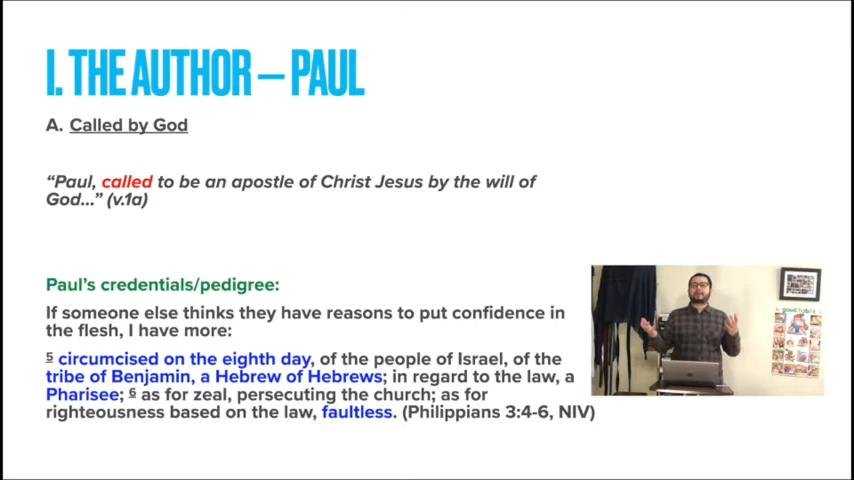 I. THE AUTHOR – PAUL
A. Called by God
“Paul, called to be an apostle of Christ Jesus by the will of
God...” (v.1a)
Paul’s credentials/pedigree:
If someone else thinks they have reasons to put confidence in
the flesh, I have more:
5 circumcised on the eighth day, of the people of Israel, of the
tribe of Benjamin, a Hebrew of Hebrews; in regard to the law, a
Pharisee; 6 as for zeal, persecuting the church; as for
righteousness based on the law, faultless. (Philippians 3:4-6, NIV)
good habits